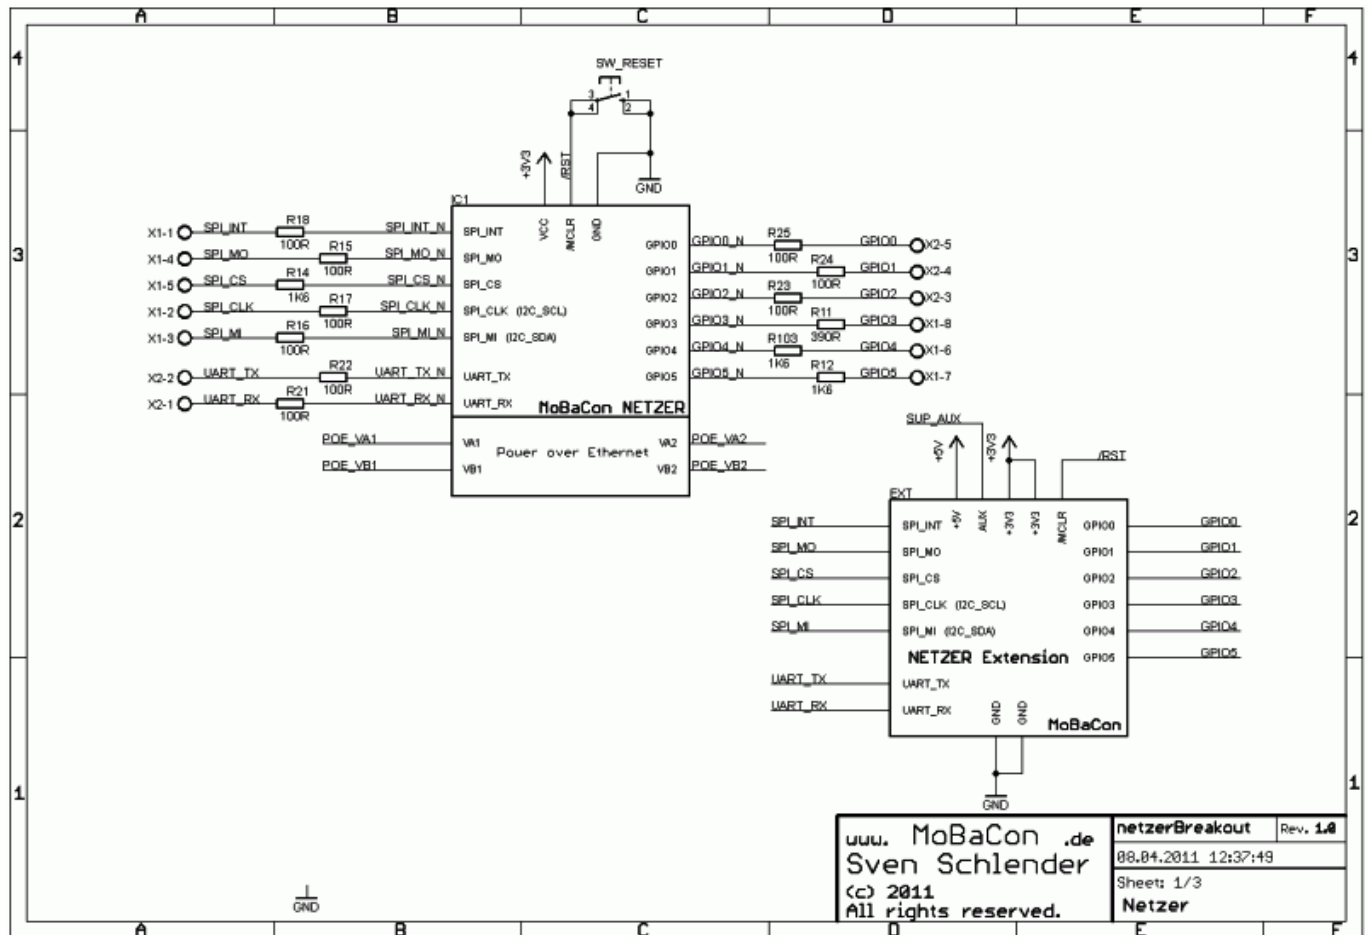 A B C D E F
4 4
SW_RESET
3 1
4 2
+3V3 /RST
GND
IC1
VCC /MCLR GND
3 3
X1-1 SPI_INT R18 100R SPI_INT_N SPI_INT
X1-4 SPI_MO R15 100R SPI_MO_N SPI_MO
X1-5 SPI_CS R14 1K6 SPI_CS_N SPI_CS
X1-2 SPI_CLK R17 100R SPI_CLK_N SPI_CLK (I2C_SCL)
X1-3 SPI_MI R16 100R SPI_MI_N SPI_MI (I2C_SDA)
X2-2 UART_TX R22 100R UART_TX_N UART_TX
X2-1 UART_RX R21 100R UART_RX_N UART_RX
GPIO0 GPIO0_N R25 100R GPIO0 X2-5
GPIO1 GPIO1_N R24 100R GPIO1 X2-4
GPIO2 GPIO2_N R23 100R GPIO2 X2-3
GPIO3 GPIO3_N R11 390R GPIO3 X1-8
GPIO4 GPIO4_N R103 1K6 GPIO4 X1-6
GPIO5 GPIO5_N R12 1K6 GPIO5 X1-7
MoBaCon NETZER
POE_VA1 VA1 VA2 POE_VA2
Power over Ethernet
POE_VB1 VB1 VB2 POE_VB2
SUP_AUX
+5V +3V3 /RST
EXT
2 2
+5V AUX +3V3 +3V3 /MCLR
SPI_INT SPI_INT GPIO0 GPIO0
SPI_MO SPI_MO GPIO1 GPIO1
SPI_CS SPI_CS GPIO2 GPIO2
SPI_CLK SPI_CLK (I2C_SCL) GPIO3 GPIO3
SPI_MI SPI_MI (I2C_SDA) GPIO4 GPIO4
NETZER Extension GPIO5 GPIO5
UART_TX UART_TX
UART_RX UART_RX
GND GND
MoBaCon
1 1
GND
www. MoBaCon .de
Sven Schlender
(c) 2011
All rights reserved.
netzerBreakout Rev. 1.0
08.04.2011 12:37:49
Sheet: 1/3
Netzer
GND
A B C D E F